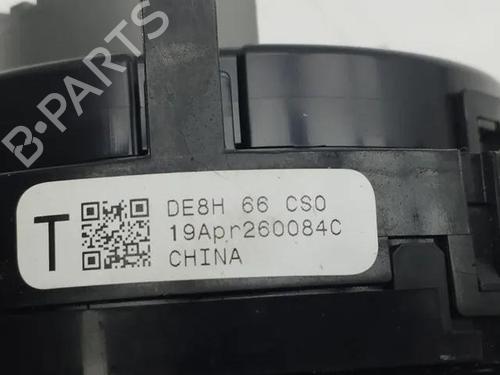 B-PARTS
T
DE8H 66 CS0
19Apr260084C
CHINA